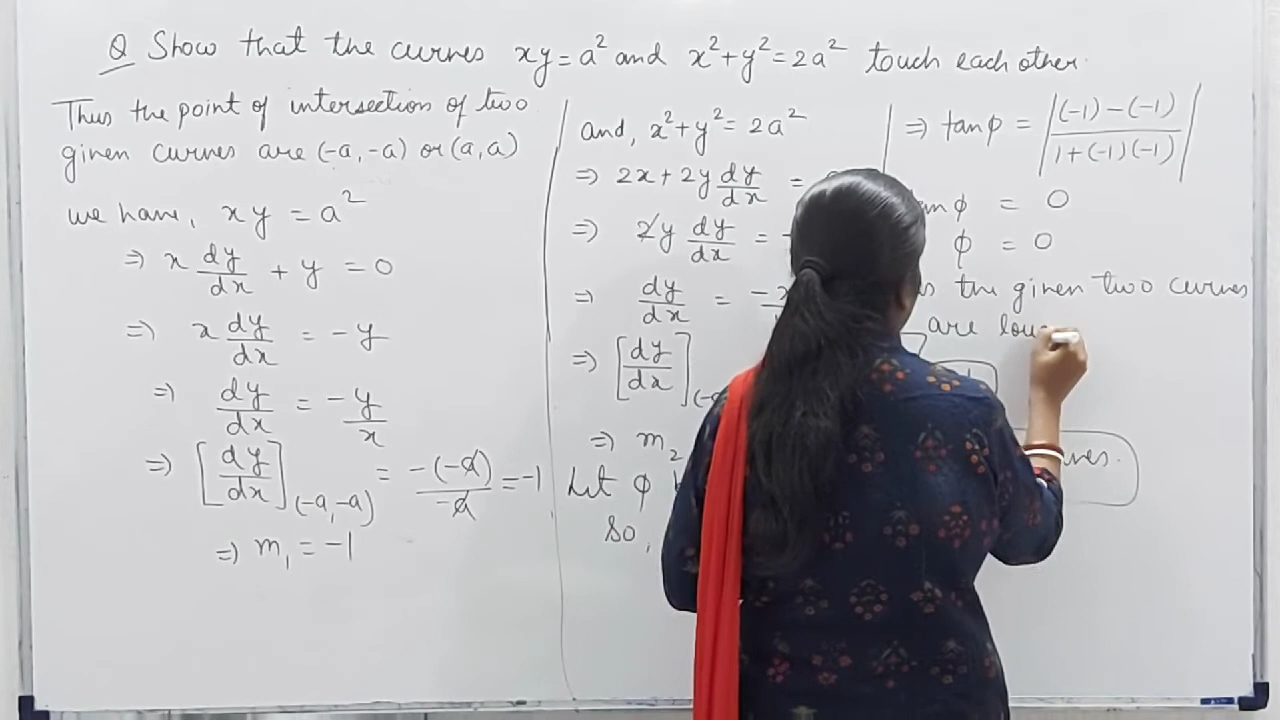 Q Show that the curves xy = a² and x² + y² = 2a² touch each other.
Thus the point of intersection of two
given curves are (-a, -a) or (a, a)
we have, xy = a²
⇒ x dy/dx + y = 0
⇒ x dy/dx = -y
⇒ dy/dx = -y/x
⇒ [dy/dx](-a, -a) = -(-a)/-a = -1
⇒ m₁ = -1
and, x² + y² = 2a²
⇒ 2x + 2y dy/dx =
⇒ 2y dy/dx =
⇒ dy/dx =
⇒ [dy/dx]
⇒ m₂
Let φ
So,
⇒ tanφ = |(-1) - (-1) / 1 + (-1)(-1)|
φ = 0
φ = 0
the given two curves
are